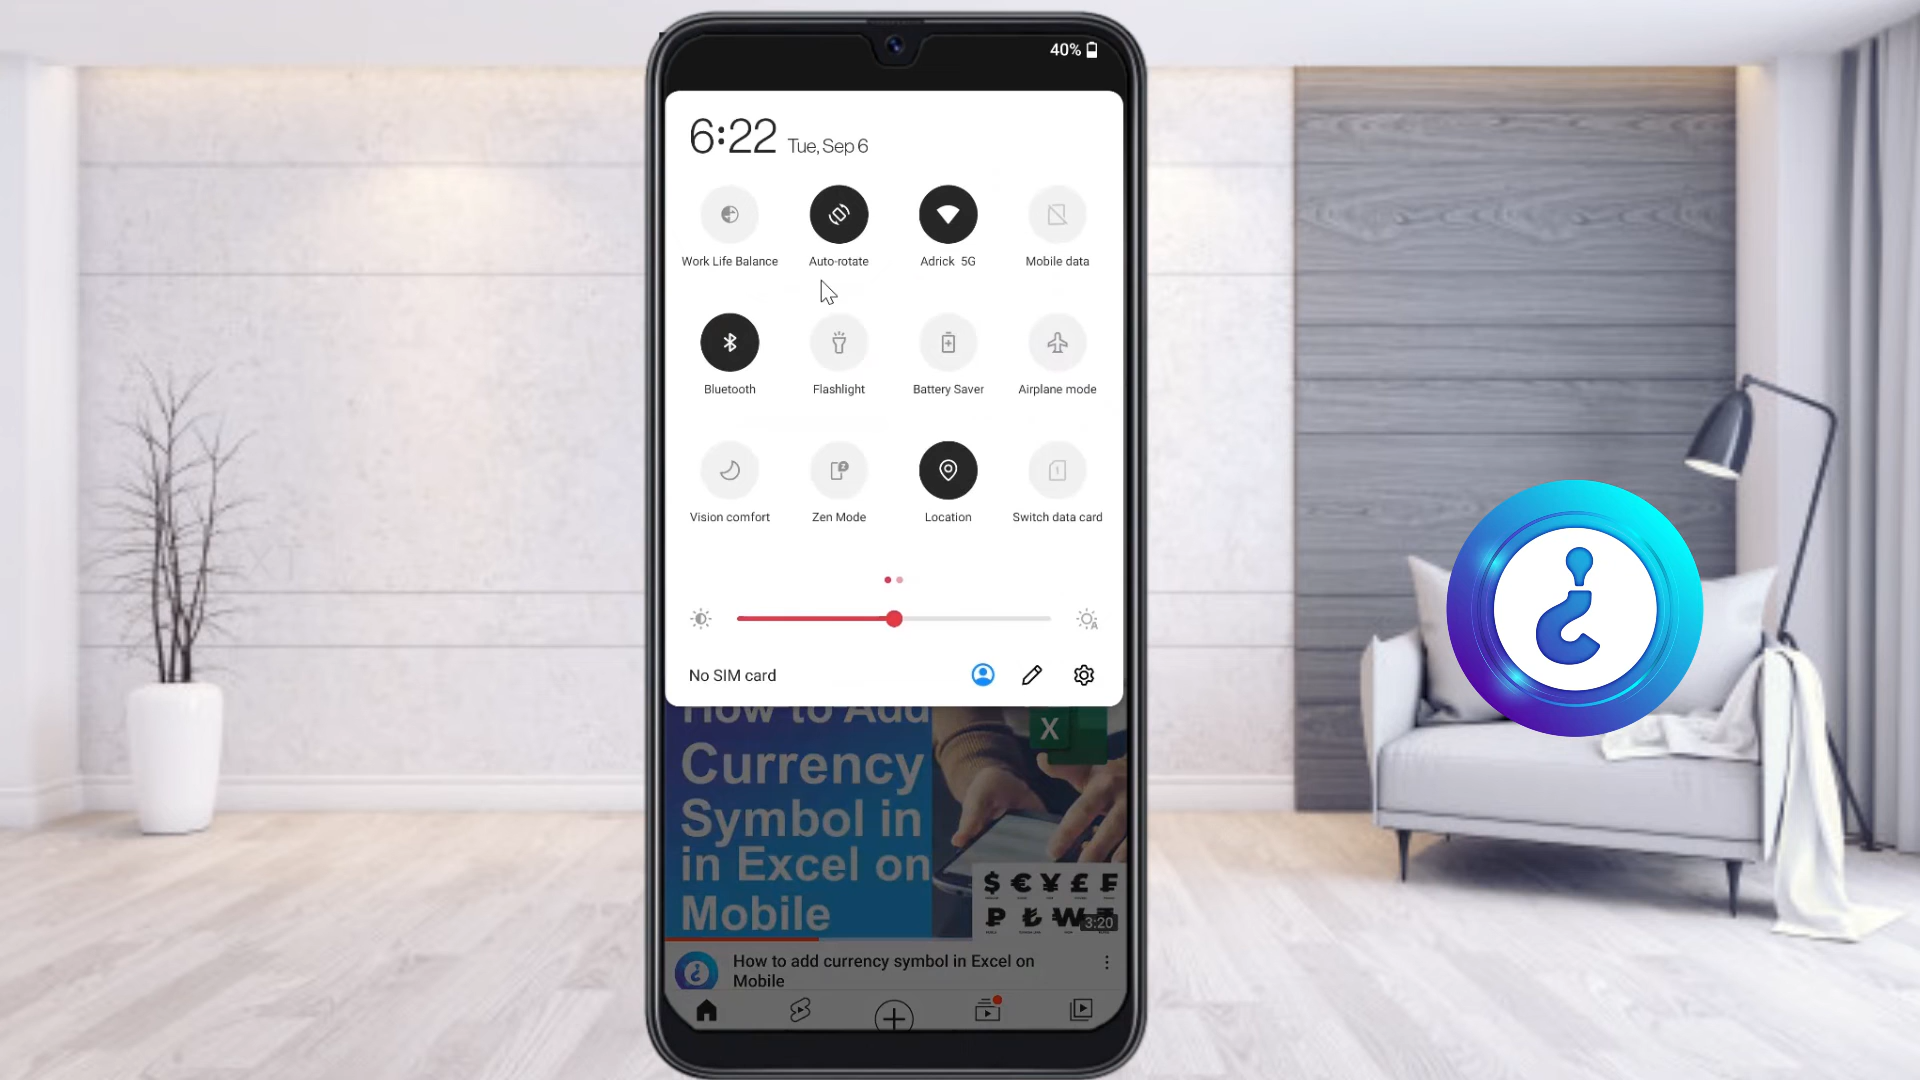 40%
6:22 Tue, Sep 6
Work Life Balance
Auto-rotate
Adrick 5G
Mobile data
Bluetooth
Flashlight
Battery Saver
Airplane mode
Vision comfort
Zen Mode
Location
Switch data card
No SIM card
How to Add
Currency
Symbol in
in Excel on
Mobile
X
$ € ¥ £ ₣
₽ ₺ ₩ ₮
3:20
How to add currency symbol in Excel on
Mobile